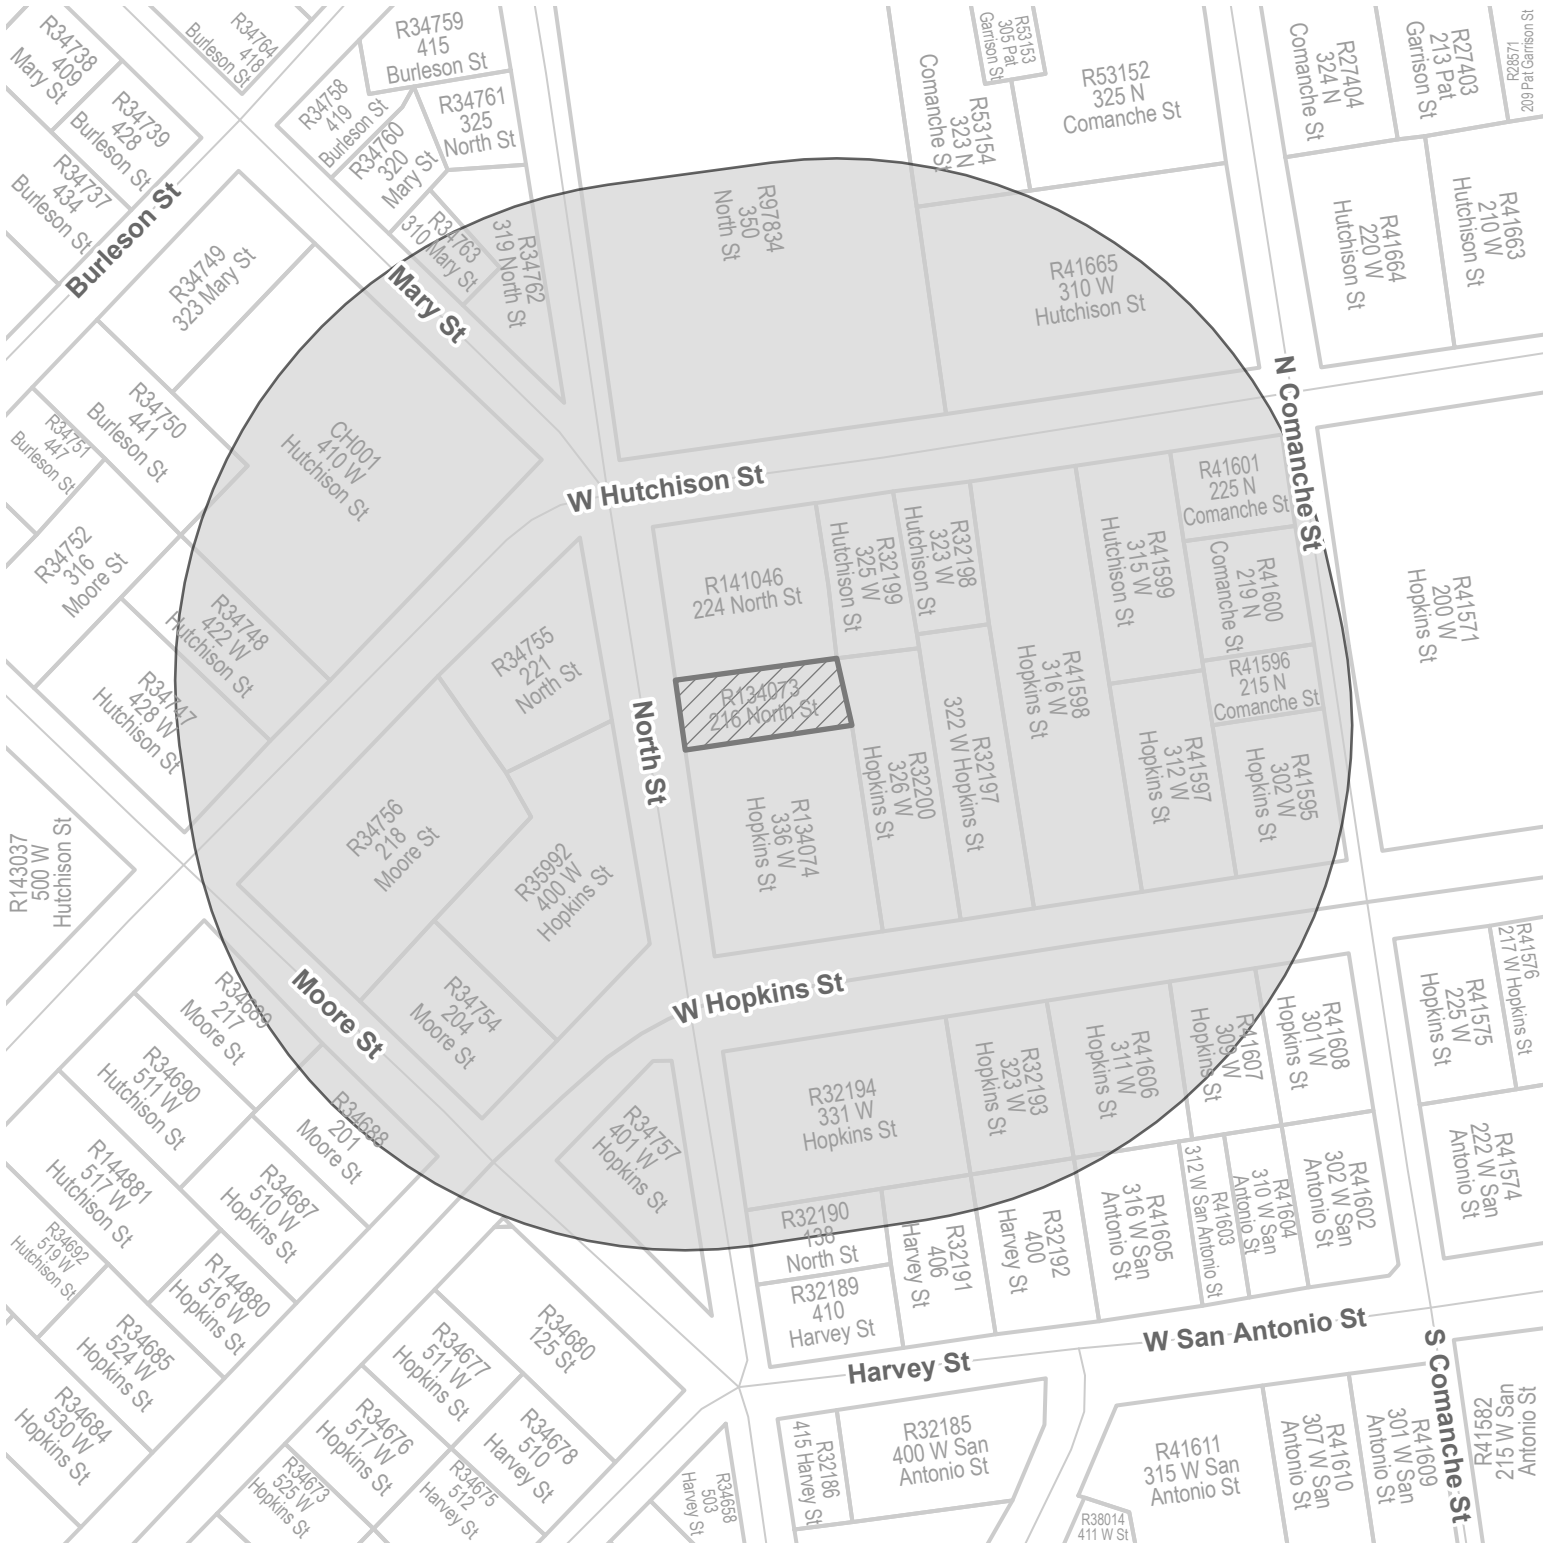 R34738
409
Mary St
R34764
418
Burleson St
R34759
415
Burleson St
R34739
428
Burleson St
R34758
419
Burleson St
R34761
325
North St
R34760
320
Mary St
R34737
434
Burleson St
Burleson St
R34749
323 Mary St
R34763
310 Mary St
R34762
319 North St
Mary St
R97834
350
North St
R53153
305 Pat
Garrison St
R53154
323 N
Comanche St
R53152
325 N
Comanche St
R27404
324 N
Comanche St
R27403
213 Pat
Garrison St
R28571
209 Pat Garrison St
R41665
310 W
Hutchison St
R41664
220 W
Hutchison St
R41663
210 W
Hutchison St
R34750
441
Burleson St
R34751
447
Burleson St
CH001
410 W
Hutchison St
W Hutchison St
N Comanche St
R34752
316
Moore St
R34748
422 W
Hutchison St
R34747
428 W
Hutchison St
R34755
221
North St
R141046
224 North St
R32199
325 W
Hutchison St
R32198
323 W
Hutchison St
R41599
315 W
Hutchison St
R41601
225 N
Comanche St
R41600
219 N
Comanche St
R41596
215 N
Comanche St
R41571
200 W
Hopkins St
R134073
216 North St
North St
R41598
316 W
Hopkins St
R32197
322 W Hopkins St
R32200
326 W
Hopkins St
R41597
312 W
Hopkins St
R41595
302 W
Hopkins St
R134074
336 W
Hopkins St
R34756
218
Moore St
R35992
400 W
Hopkins St
R143037
500 W
Hutchison St
R34754
204
Moore St
Moore St
W Hopkins St
R34689
217
Moore St
R34690
511 W
Hutchison St
R34688
201
Moore St
R144881
517 W
Hutchison St
R34687
510 W
Hopkins St
R34692
519 W
Hutchison St
R144880
516 W
Hopkins St
R34685
524 W
Hopkins St
R34684
530 W
Hopkins St
R34757
401 W
Hopkins St
R32194
331 W
Hopkins St
R32193
323 W
Hopkins St
R41606
311 W
Hopkins St
R41607
309 W
Hopkins St
R41608
301 W
Hopkins St
R41575
225 W
Hopkins St
R41576
217 W Hopkins St
R41574
222 W San
Antonio St
R32190
138
North St
R32189
410
Harvey St
R32191
406
Harvey St
R32192
400
Harvey St
R41605
316 W San
Antonio St
R41603
312 W San Antonio St
R41604
310 W San
Antonio St
R41602
302 W San
Antonio St
W San Antonio St
Harvey St
S Comanche St
R34680
125 St
R34677
511 W
Hopkins St
R34678
510
Harvey St
R34676
517 W
Hopkins St
R34675
512
Harvey St
R34673
525 W
Hopkins St
R34658
503
Harvey St
R32186
415 Harvey St
R32185
400 W San
Antonio St
R38014
411 W St
R41611
315 W San
Antonio St
R41610
307 W San
Antonio St
R41609
301 W San
Antonio St
R41582
215 W San
Antonio St